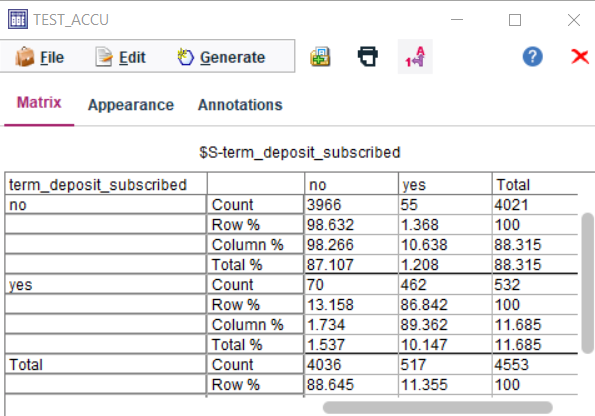 TEST_ACCU
File Edit Generate
Matrix Appearance Annotations
$S-term_deposit_subscribed
term_deposit_subscribed no yes Total
no Count 3966 55 4021
Row % 98.632 1.368 100
Column % 98.266 10.638 88.315
Total % 87.107 1.208 88.315
yes Count 70 462 532
Row % 13.158 86.842 100
Column % 1.734 89.362 11.685
Total % 1.537 10.147 11.685
Total Count 4036 517 4553
Row % 88.645 11.355 100